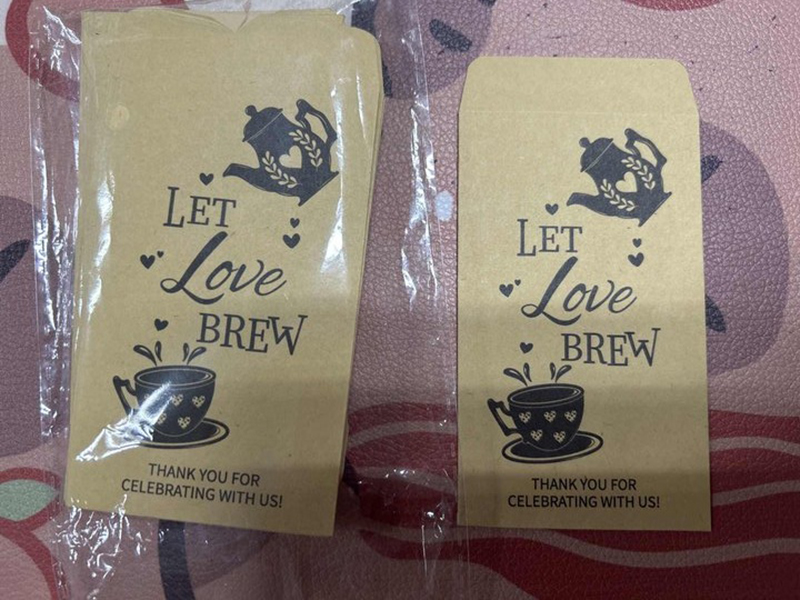 LET
Love
BREW
THANK YOU FOR
CELEBRATING WITH US!
LET
Love
BREW
THANK YOU FOR
CELEBRATING WITH US!